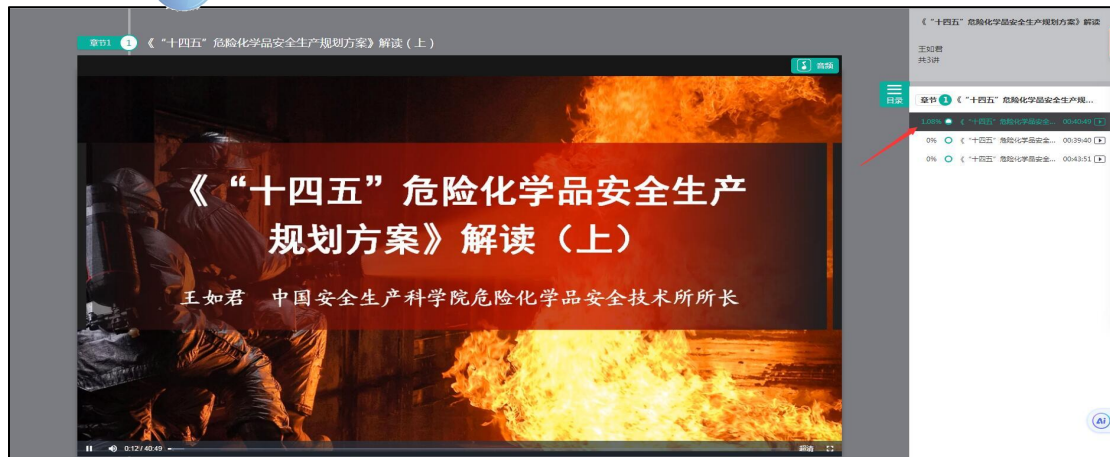 章节1 1 《“十四五”危险化学品安全生产规划方案》解读（上）
音频
《“十四五”危险化学品安全生产
规划方案》解读（上）
王如君 中国安全生产科学院危险化学品安全技术所所长
0:12 / 40:49
超清
《“十四五”危险化学品安全生产规划方案》解读
王如君
共3讲
目录
章节 1 《“十四五”危险化学品安全生产规...
1.08% 《“十四五”危险化学品安全... 00:40:49
0% 《“十四五”危险化学品安全... 00:39:40
0% 《“十四五”危险化学品安全... 00:43:51
Ai